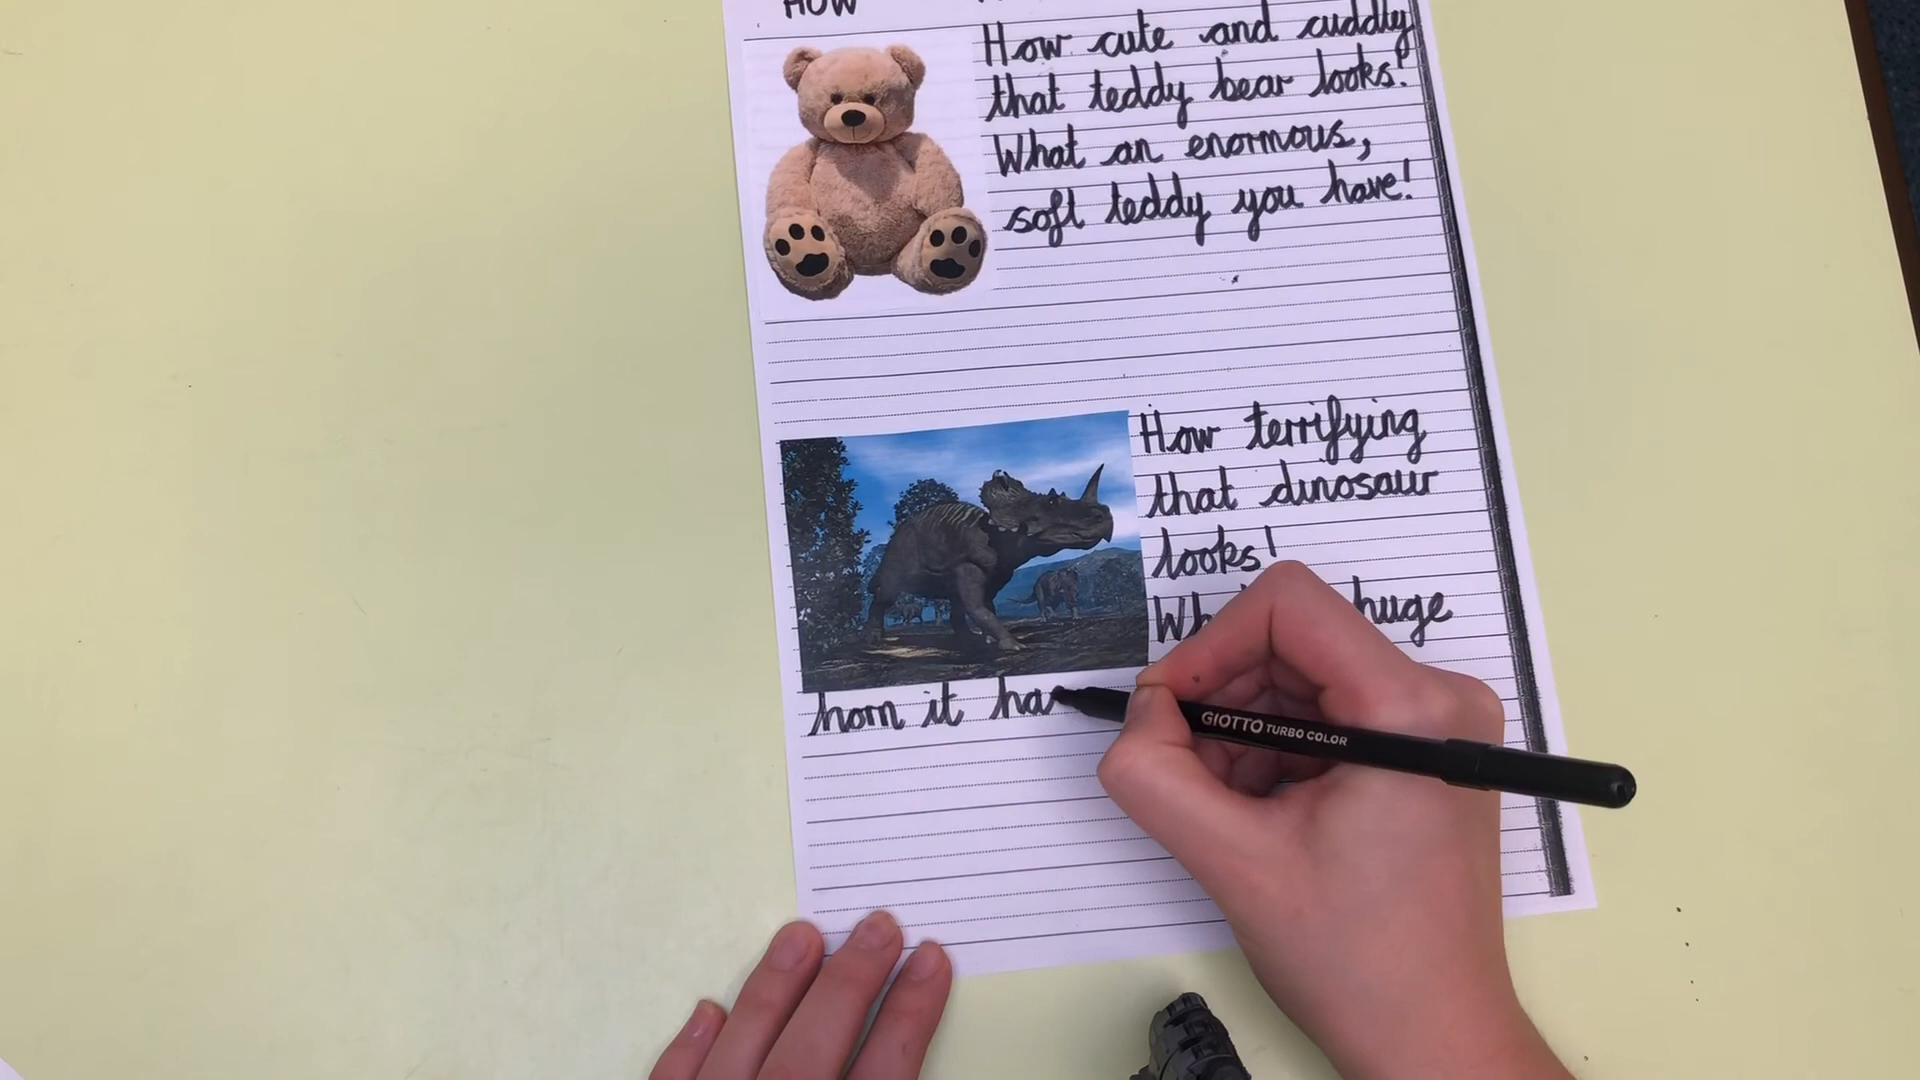 HOW
How cute and cuddly
that teddy bear looks!
What an enormous,
soft teddy you have!
How terrifying
that dinosaur
looks!
huge
horn it ha
GIOTTO TURBO COLOR